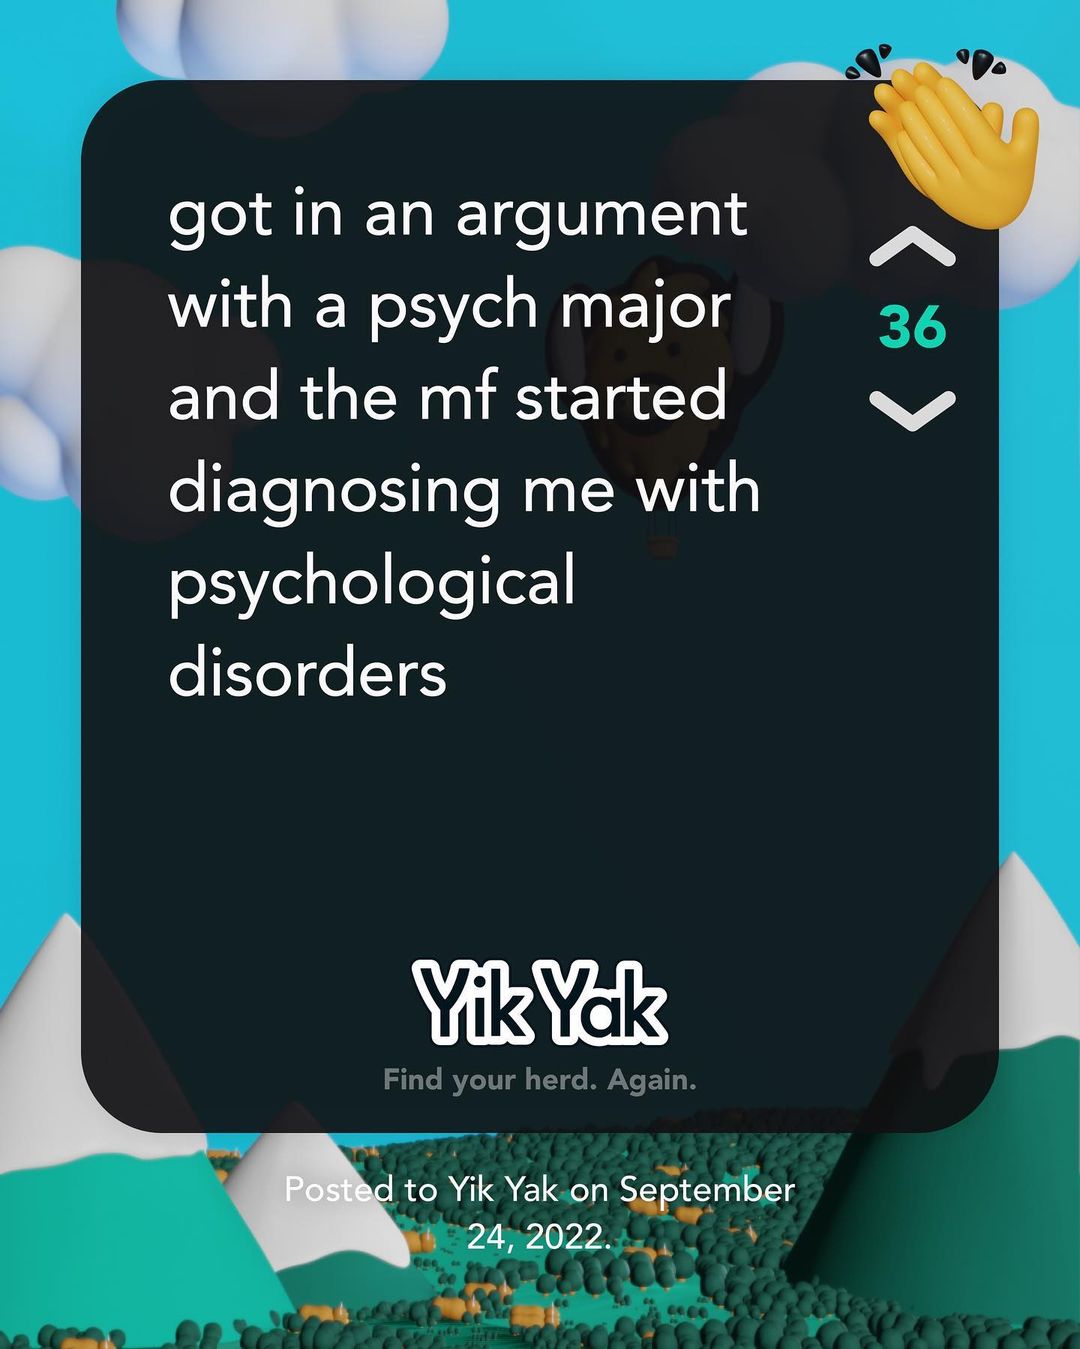 got in an argument
with a psych major
and the mf started
diagnosing me with
psychological
disorders
36
Yik Yak
Find your herd. Again.
Posted to Yik Yak on September
24, 2022.